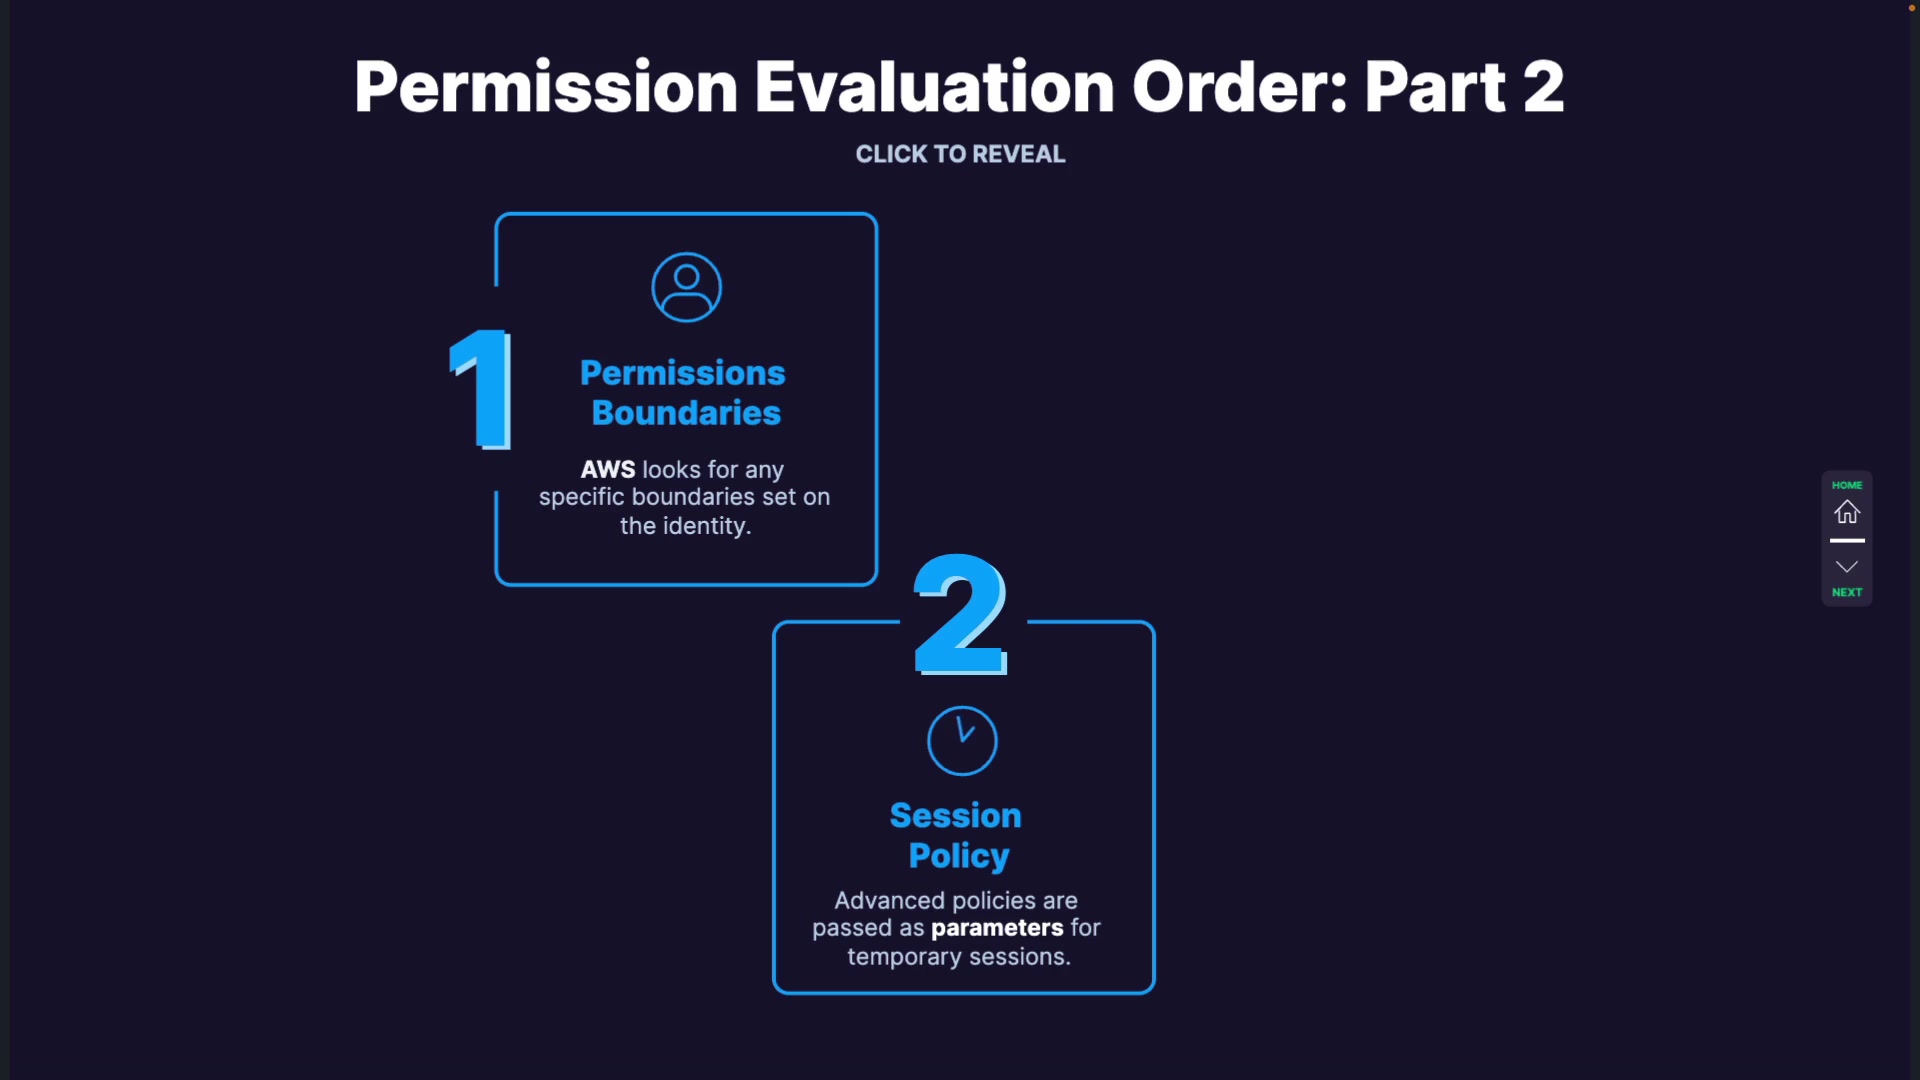 Permission Evaluation Order: Part 2
CLICK TO REVEAL
1
Permissions
Boundaries
AWS looks for any
specific boundaries set on
the identity.
2
Session
Policy
Advanced policies are
passed as parameters for
temporary sessions.
HOME
NEXT